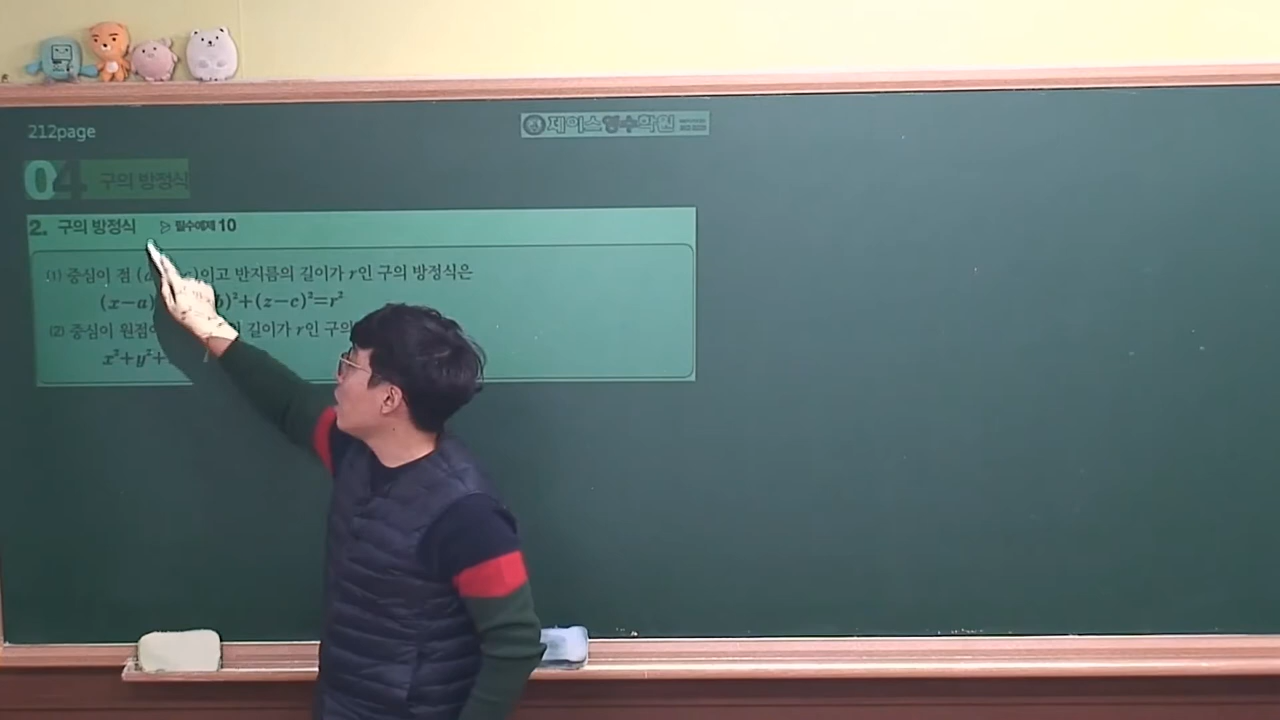 212page
제이스영수학원
04 구의 방정식
2. 구의 방정식 ▷ 필수예제 10
(1) 중심이 점 (a c)이고 반지름의 길이가 r인 구의 방정식은
(x-a) b)²+(z-c)²=r²
(2) 중심이 원점이 길이가 r인 구의
x²+y²+